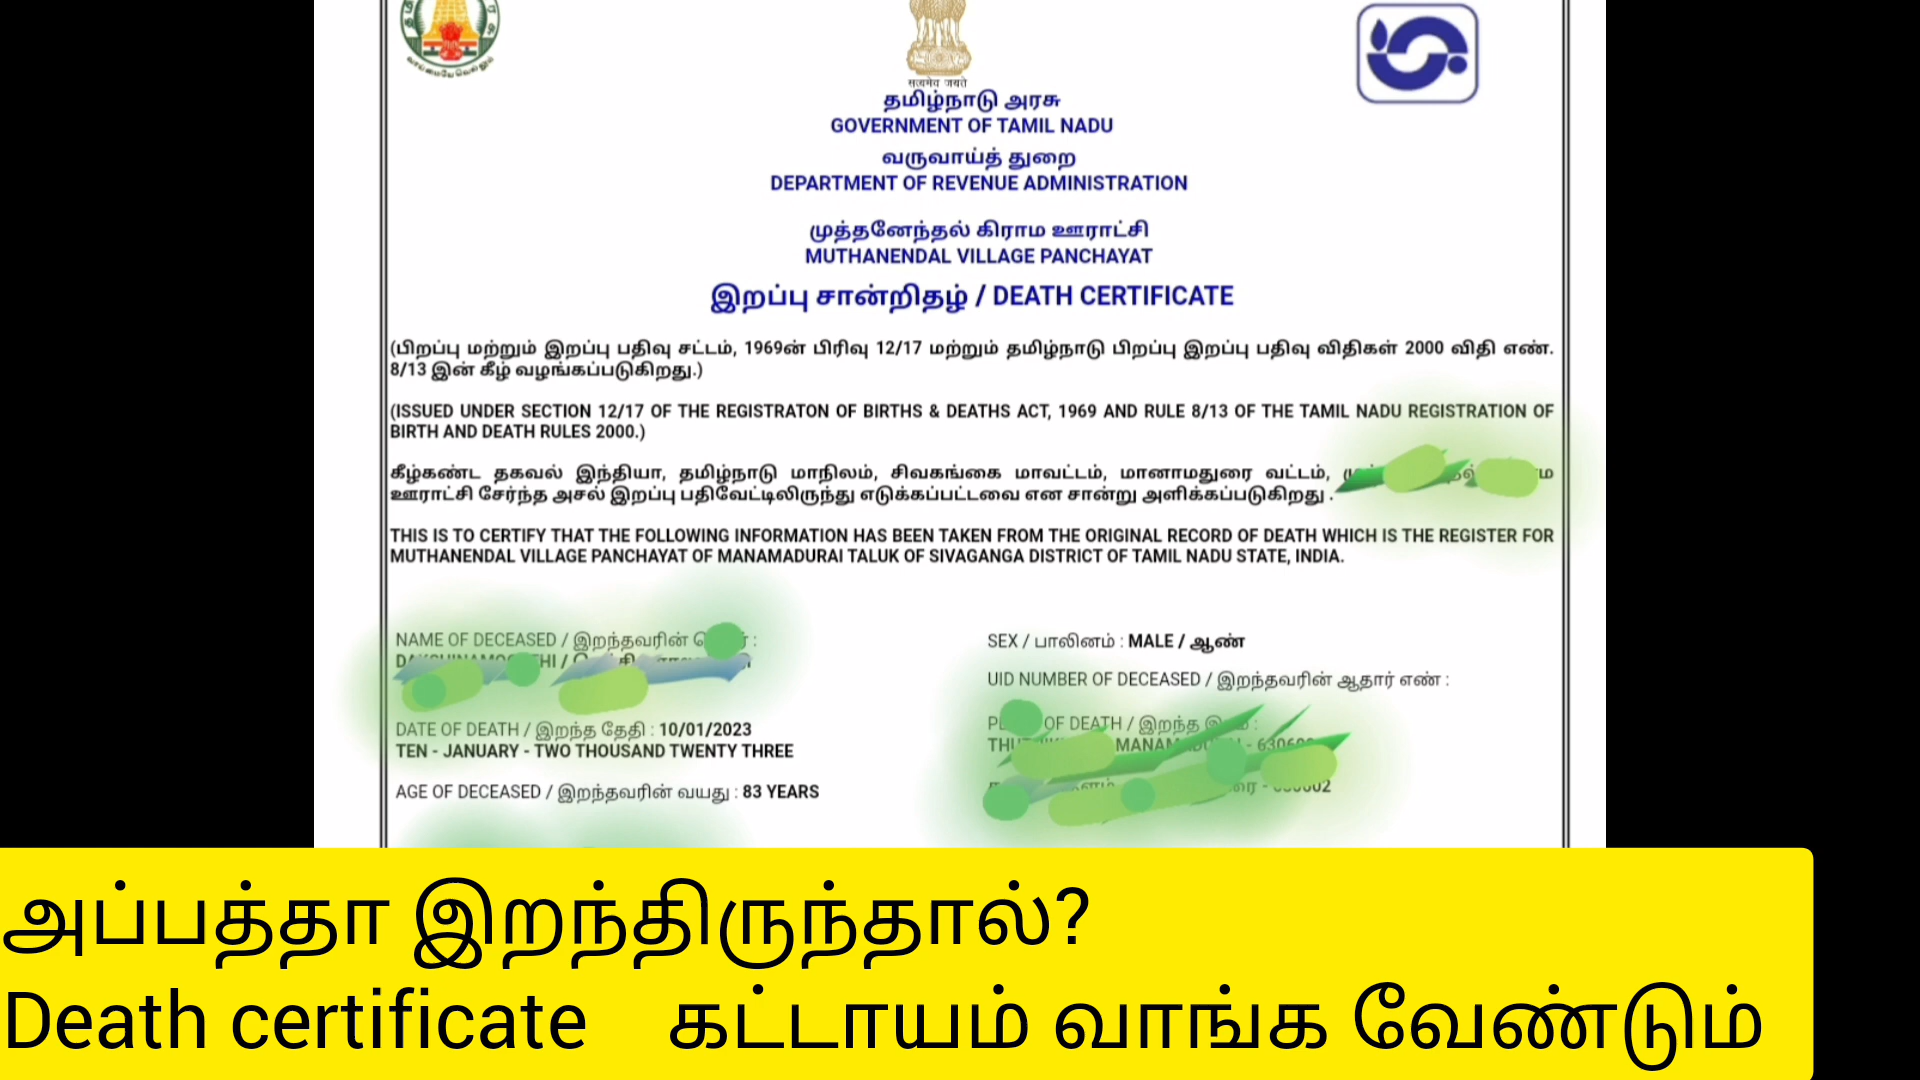 सत्यमेव जयते
தமிழ்நாடு அரசு
GOVERNMENT OF TAMIL NADU
வருவாய்த் துறை
DEPARTMENT OF REVENUE ADMINISTRATION
முத்தனேந்தல் கிராம ஊராட்சி
MUTHANENDAL VILLAGE PANCHAYAT
இறப்பு சான்றிதழ் / DEATH CERTIFICATE
(பிறப்பு மற்றும் இறப்பு பதிவு சட்டம், 1969ன் பிரிவு 12/17 மற்றும் தமிழ்நாடு பிறப்பு இறப்பு பதிவு விதிகள் 2000 விதி எண்.
8/13 இன் கீழ் வழங்கப்படுகிறது.)
(ISSUED UNDER SECTION 12/17 OF THE REGISTRATON OF BIRTHS & DEATHS ACT, 1969 AND RULE 8/13 OF THE TAMIL NADU REGISTRATION OF
BIRTH AND DEATH RULES 2000.)
கீழ்கண்ட தகவல் இந்தியா, தமிழ்நாடு மாநிலம், சிவகங்கை மாவட்டம், மானாமதுரை வட்டம்,
ஊராட்சி சேர்ந்த அசல் இறப்பு பதிவேட்டிலிருந்து எடுக்கப்பட்டவை என சான்று அளிக்கப்படுகிறது .
THIS IS TO CERTIFY THAT THE FOLLOWING INFORMATION HAS BEEN TAKEN FROM THE ORIGINAL RECORD OF DEATH WHICH IS THE REGISTER FOR
MUTHANENDAL VILLAGE PANCHAYAT OF MANAMADURAI TALUK OF SIVAGANGA DISTRICT OF TAMIL NADU STATE, INDIA.
NAME OF DECEASED / இறந்தவரின் :
SEX / பாலினம் : MALE / ஆண்
UID NUMBER OF DECEASED / இறந்தவரின் ஆதார் எண் :
DATE OF DEATH / இறந்த தேதி : 10/01/2023
TEN - JANUARY - TWO THOUSAND TWENTY THREE
OF DEATH / இறந்த :
AGE OF DECEASED / இறந்தவரின் வயது : 83 YEARS
அப்பத்தா இறந்திருந்தால்?
Death certificate கட்டாயம் வாங்க வேண்டும்